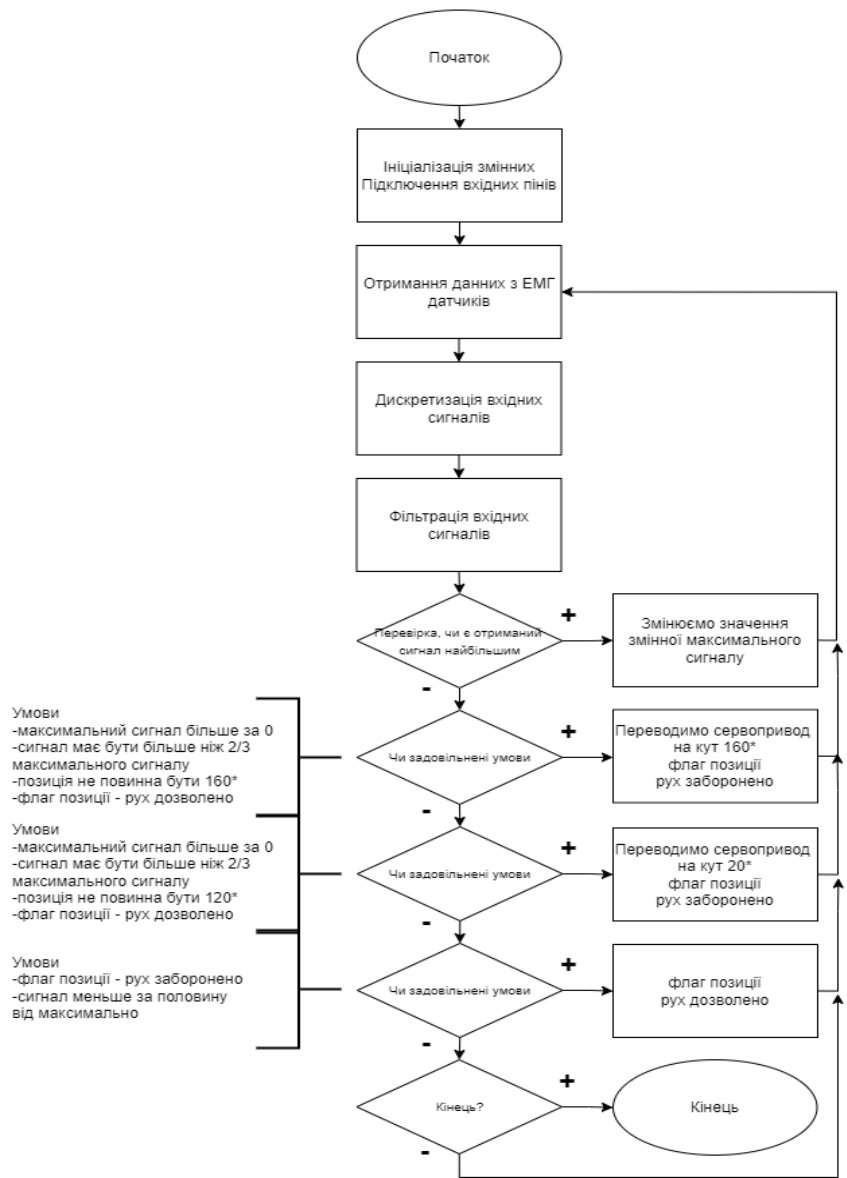 Початок
Ініціалізація змінних
Підключення вхідних пінів
Отримання данних з ЕМГ
датчиків
Дискретизація вхідних
сигналів
Фільтрація вхідних
сигналів
Перевірка, чи є отриманий
сигнал найбільшим
+
Змінюємо значення
змінної максимального
сигналу
-
Умови
-максимальний сигнал більше за 0
-сигнал має бути більше ніж 2/3
максимального сигналу
-позиція не повинна бути 160*
-флаг позиції - рух дозволено
Чи задовільнені умови
+
Переводимо сервопривод
на кут 160*
флаг позиції
рух заборонено
-
Умови
-максимальний сигнал більше за 0
-сигнал має бути більше ніж 2/3
максимального сигналу
-позиція не повинна бути 120*
-флаг позиції - рух дозволено
Чи задовільнені умови
+
Переводимо сервопривод
на кут 20*
флаг позиції
рух заборонено
-
Умови
-флаг позиції - рух заборонено
-сигнал меньше за половину
від максимально
Чи задовільнені умови
+
флаг позиції
рух дозволено
-
Кінець?
+
Кінець
-